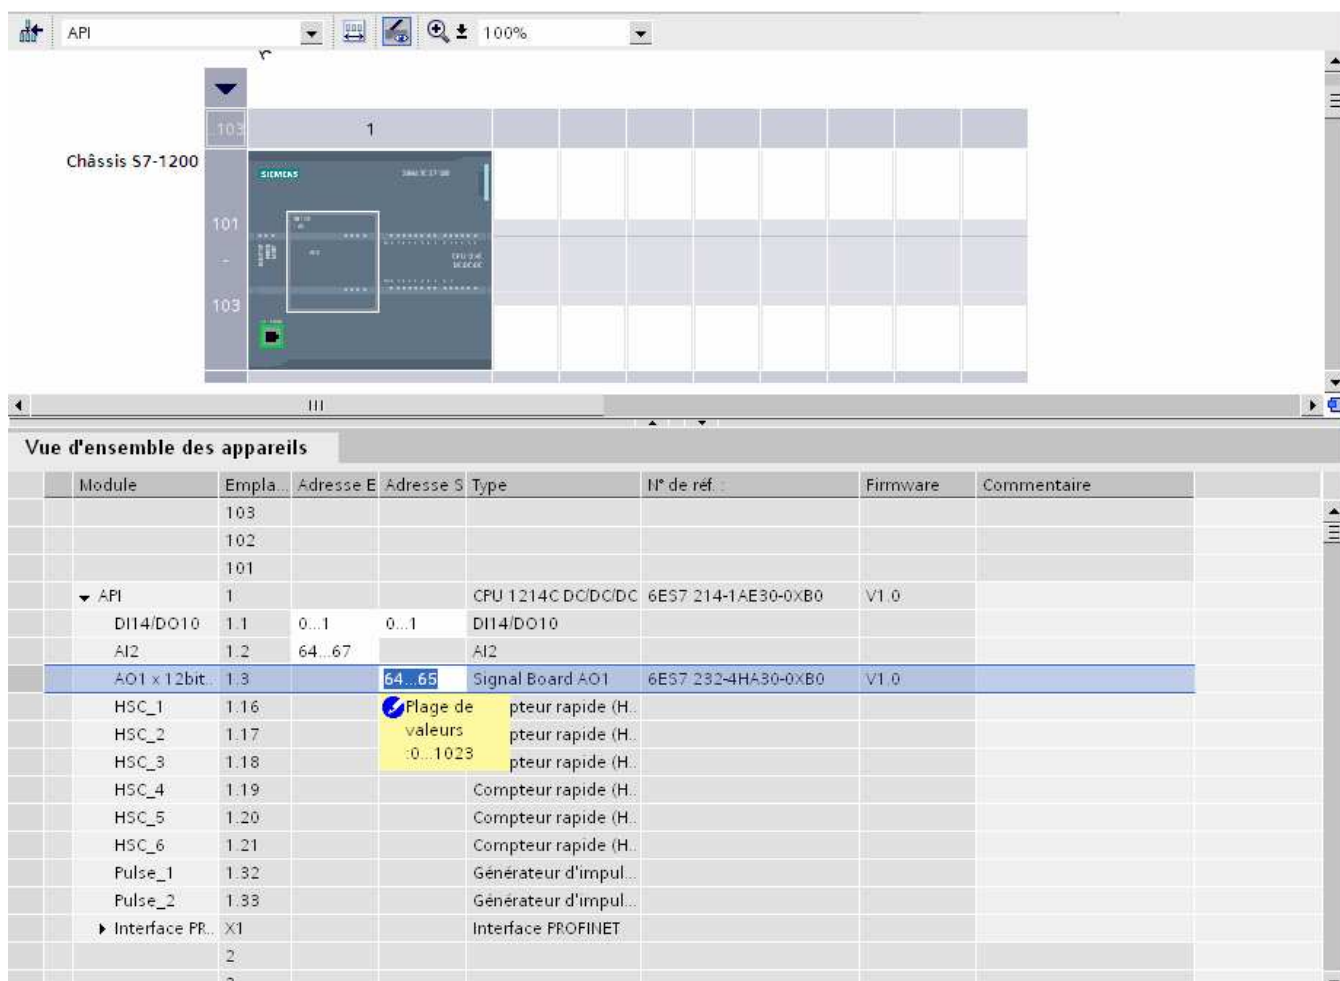 API 100%
103 1
Châssis S7-1200
SIEMENS
101
-
103
Vue d'ensemble des appareils
Module Empla... Adresse E Adresse S Type N° de réf. : Firmware Commentaire
103
102
101
API 1 CPU 1214C DC/DC/DC 6ES7 214-1AE30-0XB0 V1.0
DI14/DO10 1.1 0...1 0...1 DI14/DO10
AI2 1.2 64...67 AI2
AO1 x 12bit.. 1.3 64...65 Signal Board AO1 6ES7 232-4HA30-0XB0 V1.0
HSC_1 1.16 pteur rapide (H..
HSC_2 1.17 pteur rapide (H..
HSC_3 1.18 pteur rapide (H..
Plage de
valeurs
:0...1023
HSC_4 1.19 Compteur rapide (H..
HSC_5 1.20 Compteur rapide (H..
HSC_6 1.21 Compteur rapide (H..
Pulse_1 1.32 Générateur d'impul...
Pulse_2 1.33 Générateur d'impul...
Interface PR.. X1 Interface PROFINET
2